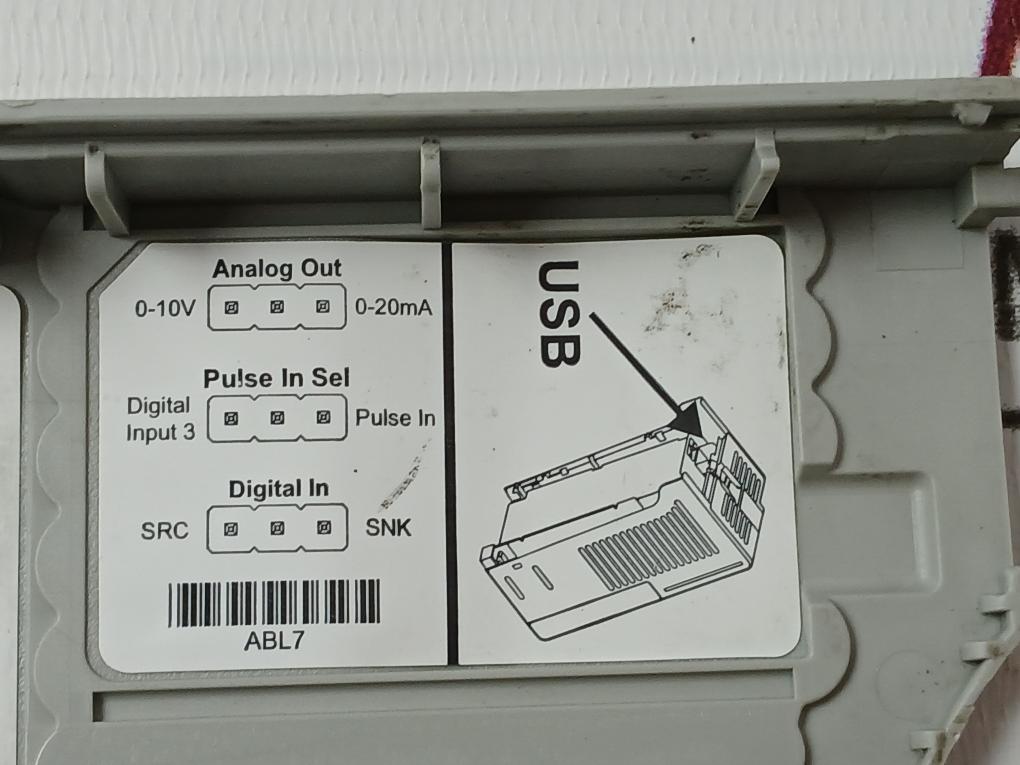 Analog Out
0-10V 0-20mA
Pulse In Sel
Digital
Input 3 Pulse In
Digital In
SRC SNK
ABL7
USB